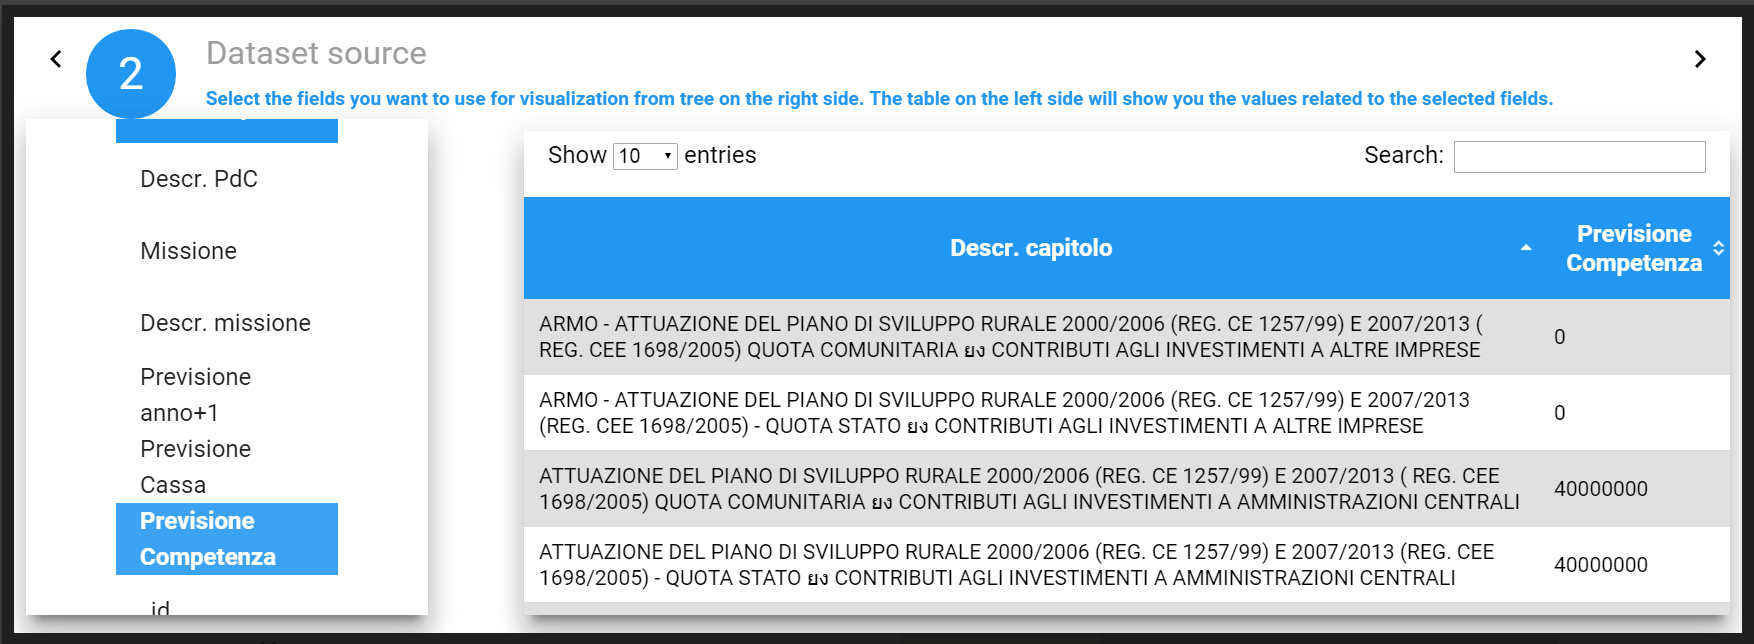 2
Dataset source
Select the fields you want to use for visualization from tree on the right side. The table on the left side will show you the values related to the selected fields.
Descr. PdC
Missione
Descr. missione
Previsione
anno+1
Previsione
Cassa
Previsione
Competenza
_id
Show 10 entries
Search:
Descr. capitolo
Previsione
Competenza
ARMO - ATTUAZIONE DEL PIANO DI SVILUPPO RURALE 2000/2006 (REG. CE 1257/99) E 2007/2013 (
REG. CEE 1698/2005) QUOTA COMUNITARIA ยง CONTRIBUTI AGLI INVESTIMENTI A ALTRE IMPRESE
0
ARMO - ATTUAZIONE DEL PIANO DI SVILUPPO RURALE 2000/2006 (REG. CE 1257/99) E 2007/2013
(REG. CEE 1698/2005) - QUOTA STATO ยง CONTRIBUTI AGLI INVESTIMENTI A ALTRE IMPRESE
0
ATTUAZIONE DEL PIANO DI SVILUPPO RURALE 2000/2006 (REG. CE 1257/99) E 2007/2013 ( REG. CEE
1698/2005) QUOTA COMUNITARIA ยง CONTRIBUTI AGLI INVESTIMENTI A AMMINISTRAZIONI CENTRALI
40000000
ATTUAZIONE DEL PIANO DI SVILUPPO RURALE 2000/2006 (REG. CE 1257/99) E 2007/2013 (REG. CEE
1698/2005) - QUOTA STATO ยง CONTRIBUTI AGLI INVESTIMENTI A AMMINISTRAZIONI CENTRALI
40000000